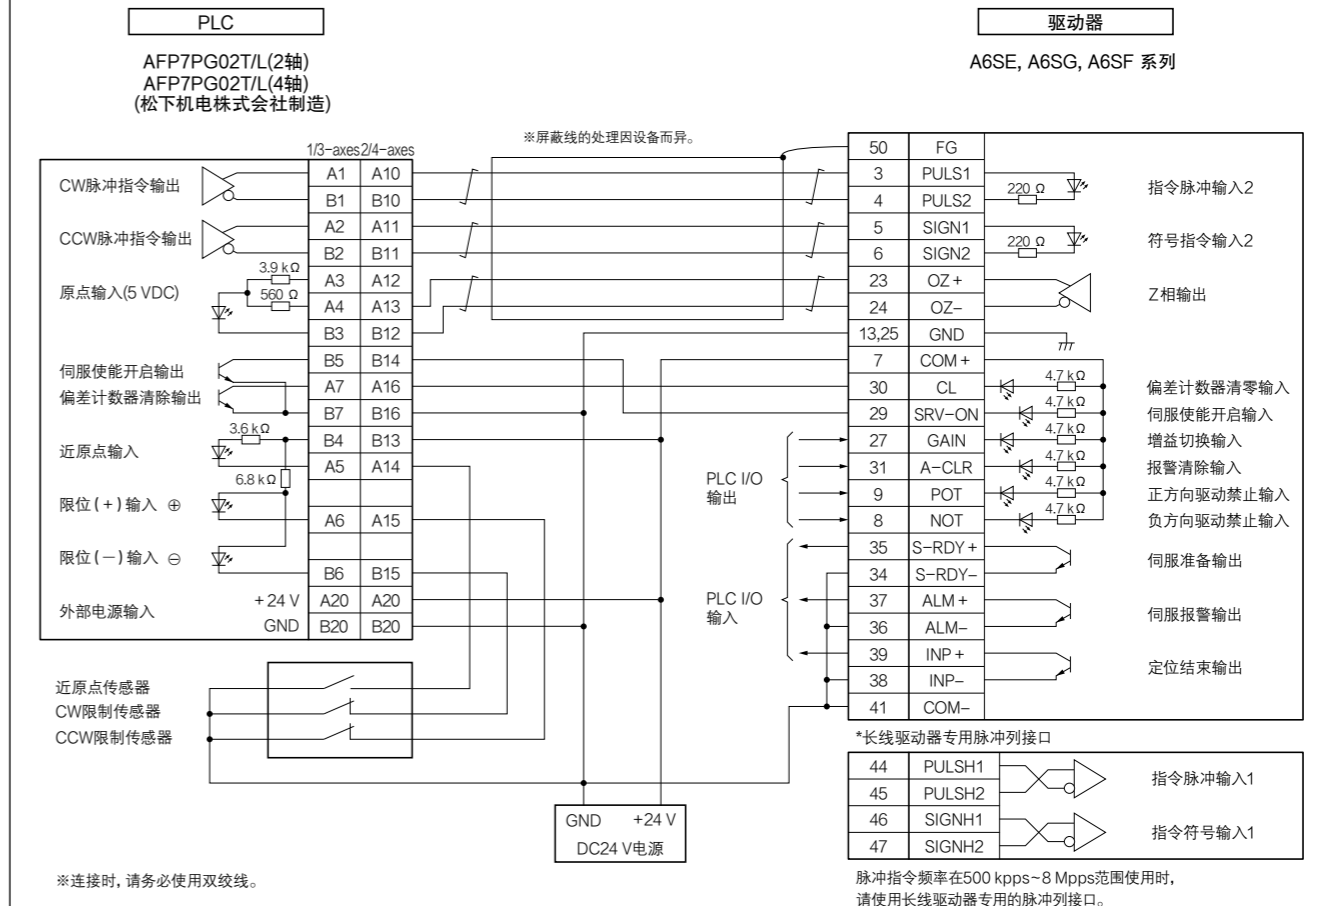 PLC
驱动器
AFP7PG02T/L(2轴)
AFP7PG02T/L(4轴)
(松下机电株式会社制造)
A6SE, A6SG, A6SF 系列
※屏蔽线的处理因设备而异。
1/3-axes 2/4-axes
CW脉冲指令输出
A1 A10
B1 B10
CCW脉冲指令输出
A2 A11
B2 B11
原点输入(5 VDC)
3.9 kΩ
A3 A12
560 Ω
A4 A13
B3 B12
伺服使能开启输出
B5 B14
偏差计数器清除输出
A7 A16
B7 B16
近原点输入
3.6 kΩ
B4 B13
A5 A14
6.8 kΩ
限位(+)输入 ⊕
A6 A15
限位(-)输入 ⊖
B6 B15
外部电源输入
+24 V A20 A20
GND B20 B20
近原点传感器
CW限制传感器
CCW限制传感器
GND +24 V
DC24 V电源
※连接时, 请务必使用双绞线。
PLC I/O
输出
PLC I/O
输入
50 FG
3 PULS1
4 PULS2 220 Ω
指令脉冲输入2
5 SIGN1
6 SIGN2 220 Ω
符号指令输入2
23 OZ+
24 OZ-
Z相输出
13,25 GND
7 COM+
30 CL 4.7 kΩ 偏差计数器清零输入
29 SRV-ON 4.7 kΩ 伺服使能开启输入
27 GAIN 4.7 kΩ 增益切换输入
31 A-CLR 4.7 kΩ 报警清除输入
9 POT 4.7 kΩ 正方向驱动禁止输入
8 NOT 4.7 kΩ 负方向驱动禁止输入
35 S-RDY+
34 S-RDY-
伺服准备输出
37 ALM+
36 ALM-
伺服报警输出
39 INP+
38 INP-
定位结束输出
41 COM-
*长线驱动器专用脉冲列接口
44 PULSH1
45 PULSH2
指令脉冲输入1
46 SIGNH1
47 SIGNH2
指令符号输入1
脉冲指令频率在500 kpps~8 Mpps范围使用时,
请使用长线驱动器专用的脉冲列接口。